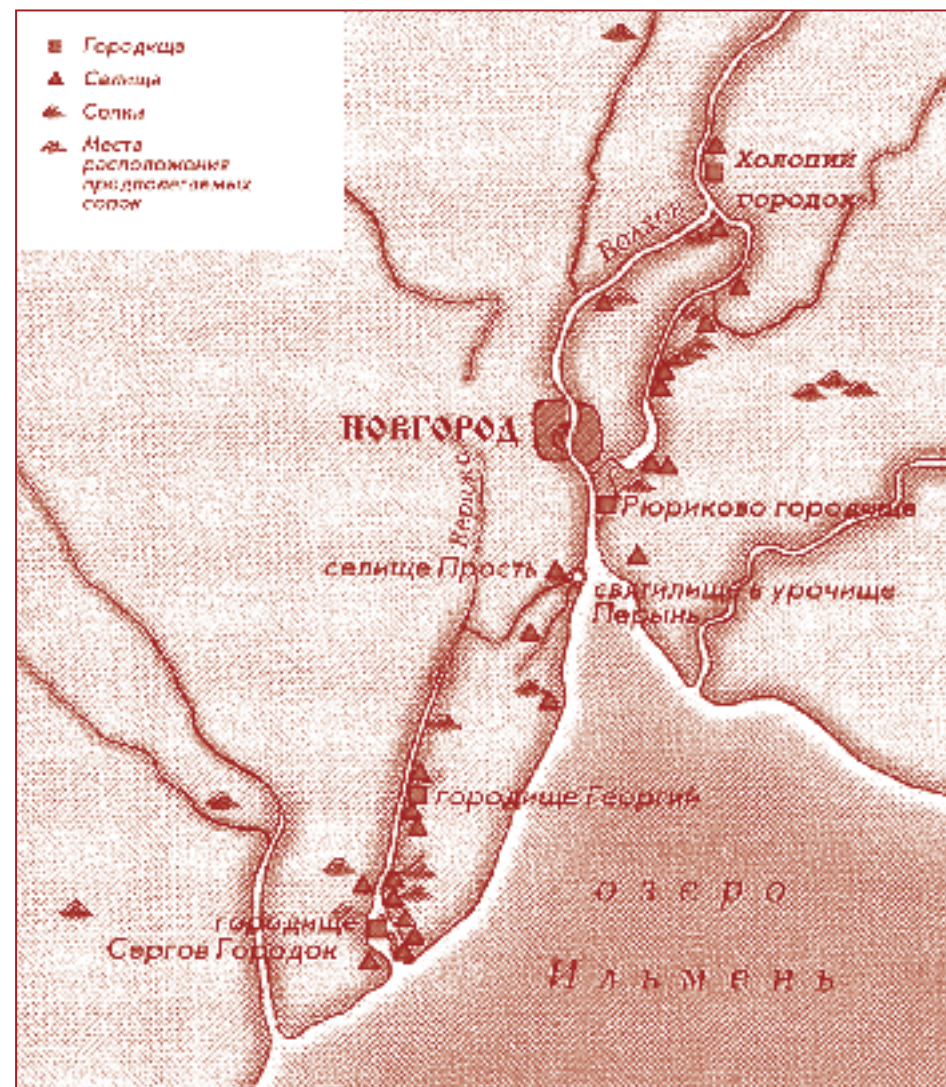 Городища
Селища
Сопки
Места
расположения
предполагаемых
сопок
Холопий
городок
Волхов
НОВГОРОД
Рюриково городище
селище Прость
святилище в урочище
Перынь
городище Георгий
городище
Сергов Городок
озеро
Ильмень